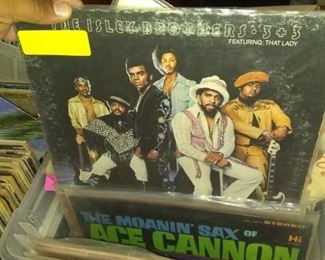 THE ISLEY BROTHERS • 3+3
FEATURING: THAT LADY
STEREO
THE MOANIN' SAX OF
Hi
ACE CANNON